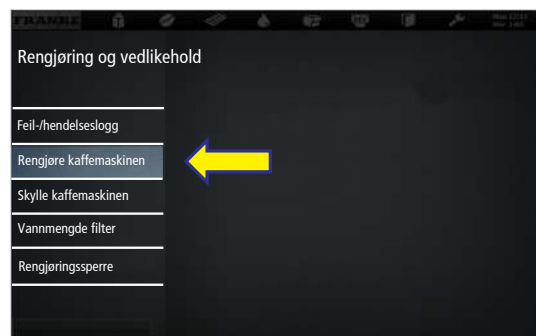 FRANKE
Rengjøring og vedlikehold
Feil-/hendelseslogg
Rengjøre kaffemaskinen
Skylle kaffemaskinen
Vannmengde filter
Rengjøringssperre